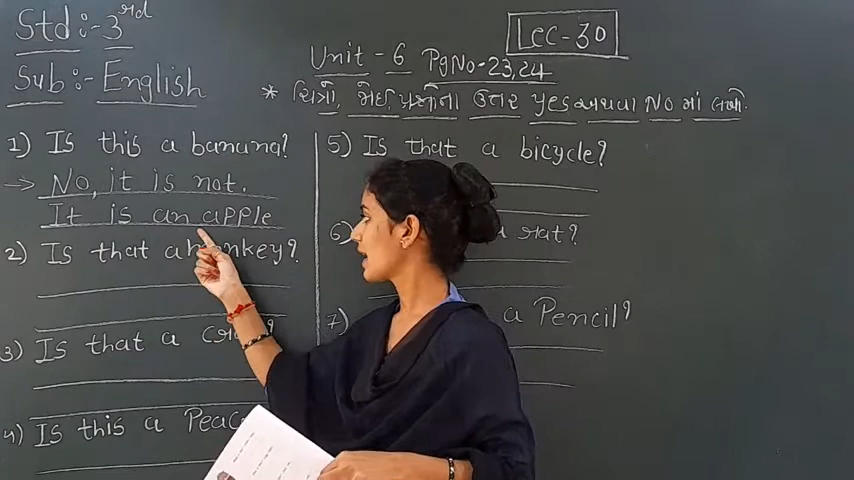 Std:- 3rd
Sub:- English
Lec-30
Unit - 6 PgNo-23,24
* ચિત્રો, જોઈ, પ્રશ્નોના ઉત્તર Yes અથવા No માં લખો.
1) Is this a banana?
→ No, it is not.
It is an apple
2) Is that a monkey?
3) Is that a
4) Is this a
5) Is that a bicycle?
6) a rat?
7) a Pencil?